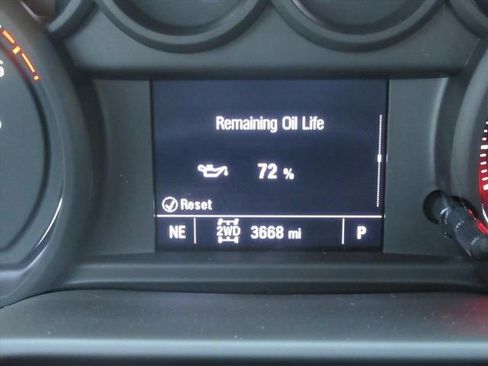 Remaining Oil Life
72 %
Reset
NE 2WD 3668 mi P